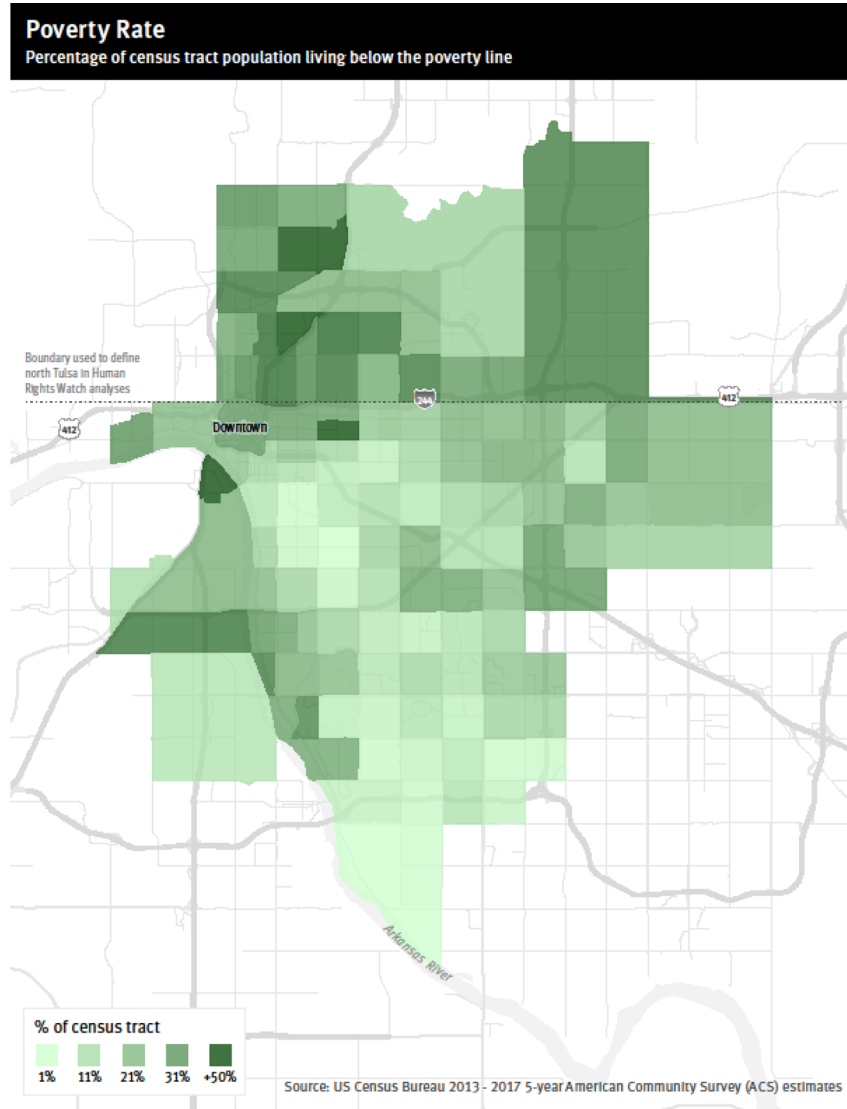 Poverty Rate
Percentage of census tract population living below the poverty line
Boundary used to define
north Tulsa in Human
Rights Watch analyses
412
244
412
Downtown
Arkansas River
% of census tract
1% 11% 21% 31% +50%
Source: US Census Bureau 2013 - 2017 5-year American Community Survey (ACS) estimates